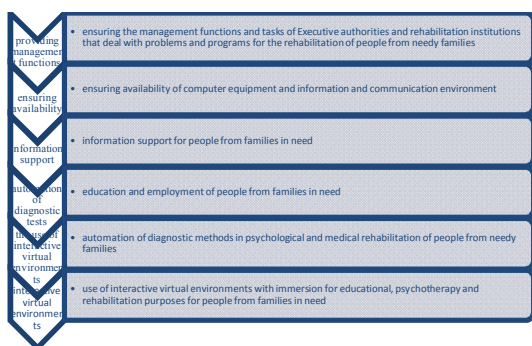 providing
management functions
• ensuring the management functions and tasks of Executive authorities and rehabilitation institutions
that deal with problems and programs for the rehabilitation of people from needy families
ensuring
availability
• ensuring availability of computer equipment and information and communication environment
information
support
• information support for people from families in need
of
diagnostic
tests
• education and employment of people from families in need
the use of
interactive
virtual
environmen
ts
• automation of diagnostic methods in psychological and medical rehabilitation of people from needy
families
interactive
virtual
environmen
ts
• use of interactive virtual environments with immersion for educational, psychotherapy and
rehabilitation purposes for people from families in need